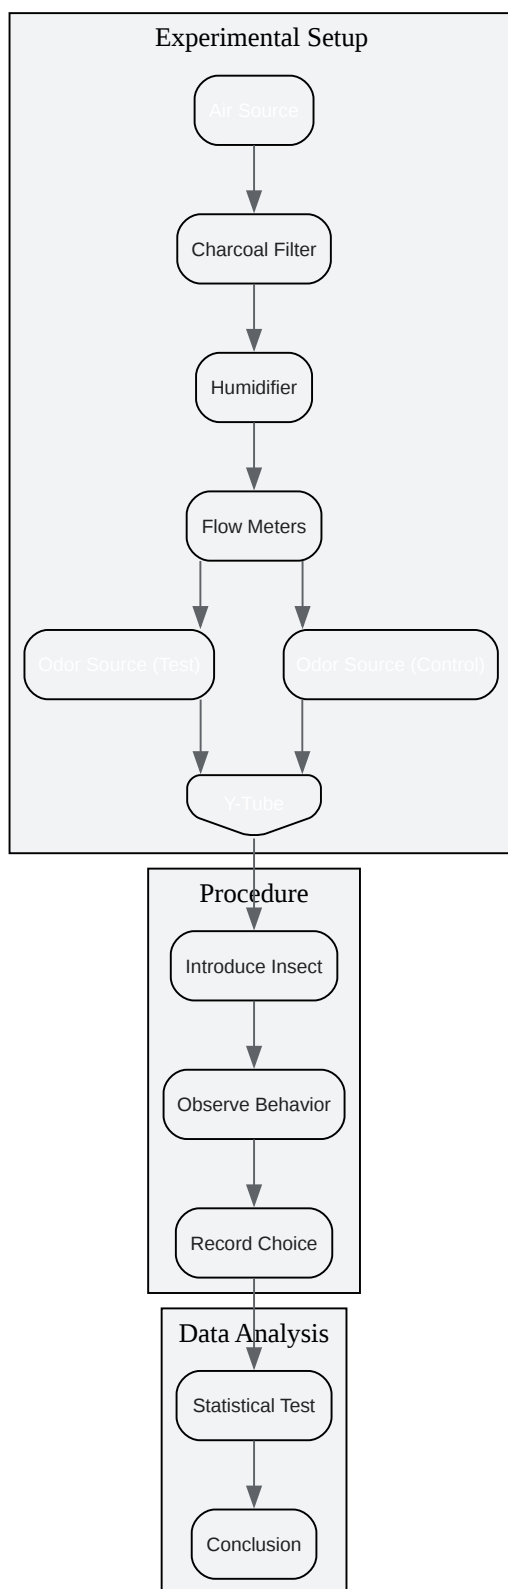 Experimental Setup
Air Source
Charcoal Filter
Humidifier
Flow Meters
Odor Source (Test)
Odor Source (Control)
Y-Tube
Procedure
Introduce Insect
Observe Behavior
Record Choice
Data Analysis
Statistical Test
Conclusion